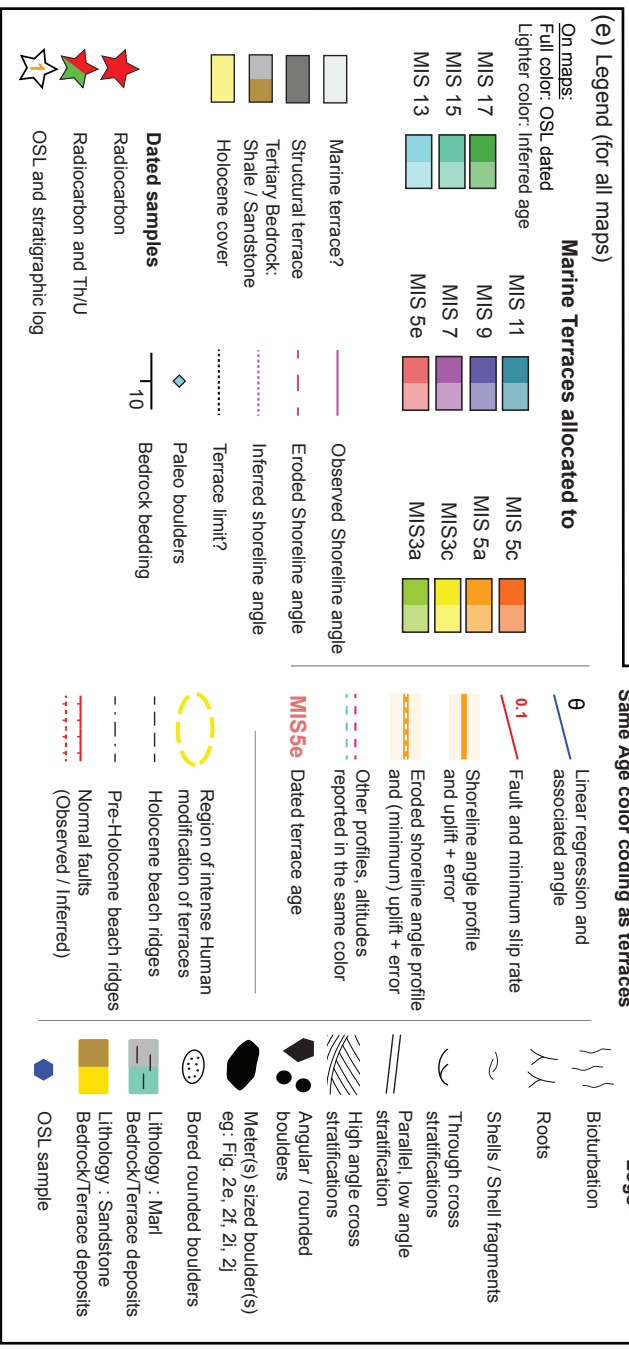 (e) Legend (for all maps)
On maps:
Full color: OSL dated
Lighter color: Inferred age
Marine Terraces allocated to
MIS 17
MIS 15
MIS 13
MIS 11
MIS 9
MIS 7
MIS 5e
MIS 5c
MIS 5a
MIS3c
MIS3a
Marine terrace?
Structural terrace
Tertiary Bedrock:
Shale / Sandstone
Holocene cover
Dated samples
Radiocarbon
Radiocarbon and Th/U
1
OSL and stratigraphic log
Observed Shoreline angle
Eroded Shoreline angle
Inferred shoreline angle
Terrace limit?
Paleo boulders
10
Bedrock bedding
Same Age color coding as terraces
θ
Linear regression and
associated angle
0.1
Fault and minimum slip rate
Shoreline angle profile
and uplift + error
Eroded shoreline angle profile
and (minimum) uplift + error
Other profiles, altitudes
reported in the same color
MIS5e
Dated terrace age
Region of intense Human
modification of terraces
Holocene beach ridges
Pre-Holocene beach ridges
Normal faults
(Observed / Inferred)
Bioturbation
Roots
Shells / Shell fragments
Through cross
stratifications
Parallel, low angle
stratification
High angle cross
stratifications
Angular / rounded
boulders
Meter(s) sized boulder(s)
eg: Fig. 2e, 2f, 2i, 2j
Bored rounded boulders
Lithology : Marl
Bedrock/Terrace deposits
Lithology : Sandstone
Bedrock/Terrace deposits
OSL sample